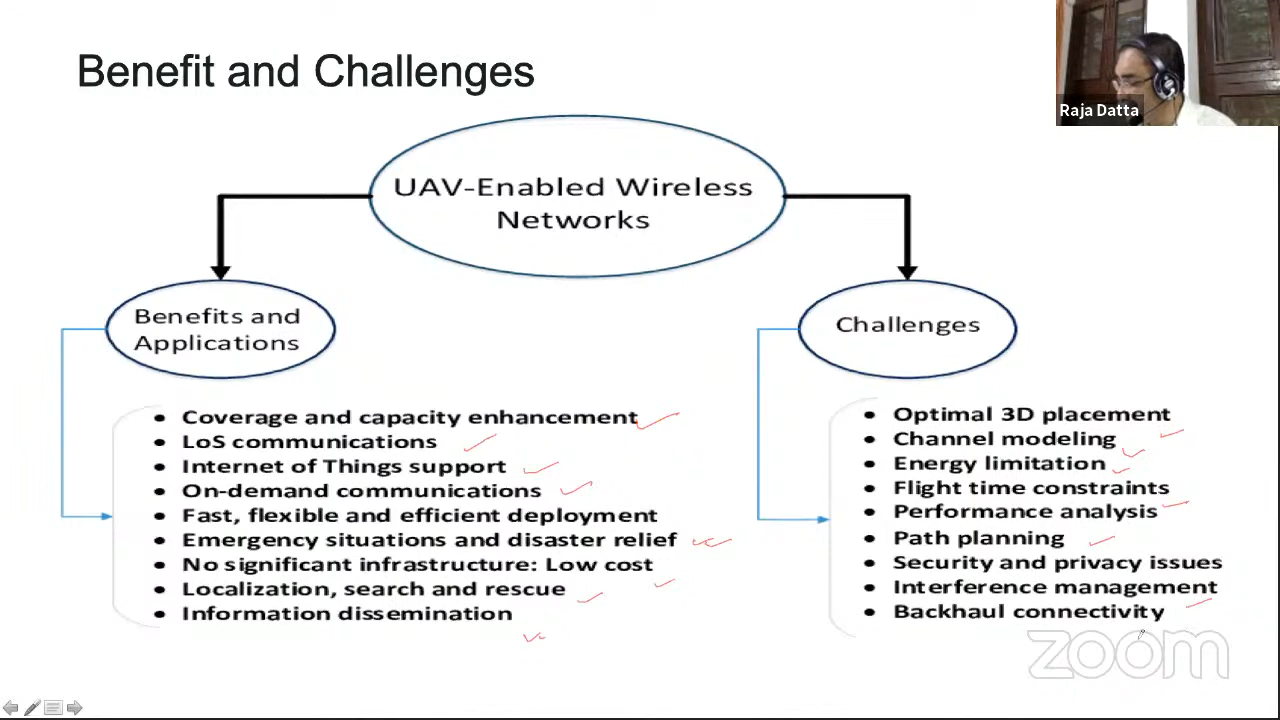 Benefit and Challenges
Raja Datta
UAV-Enabled Wireless
Networks
Benefits and
Applications
Challenges
• Coverage and capacity enhancement
• LoS communications
• Internet of Things support
• On-demand communications
• Fast, flexible and efficient deployment
• Emergency situations and disaster relief
• No significant infrastructure: Low cost
• Localization, search and rescue
• Information dissemination
• Optimal 3D placement
• Channel modeling
• Energy limitation
• Flight time constraints
• Performance analysis
• Path planning
• Security and privacy issues
• Interference management
• Backhaul connectivity
zoom